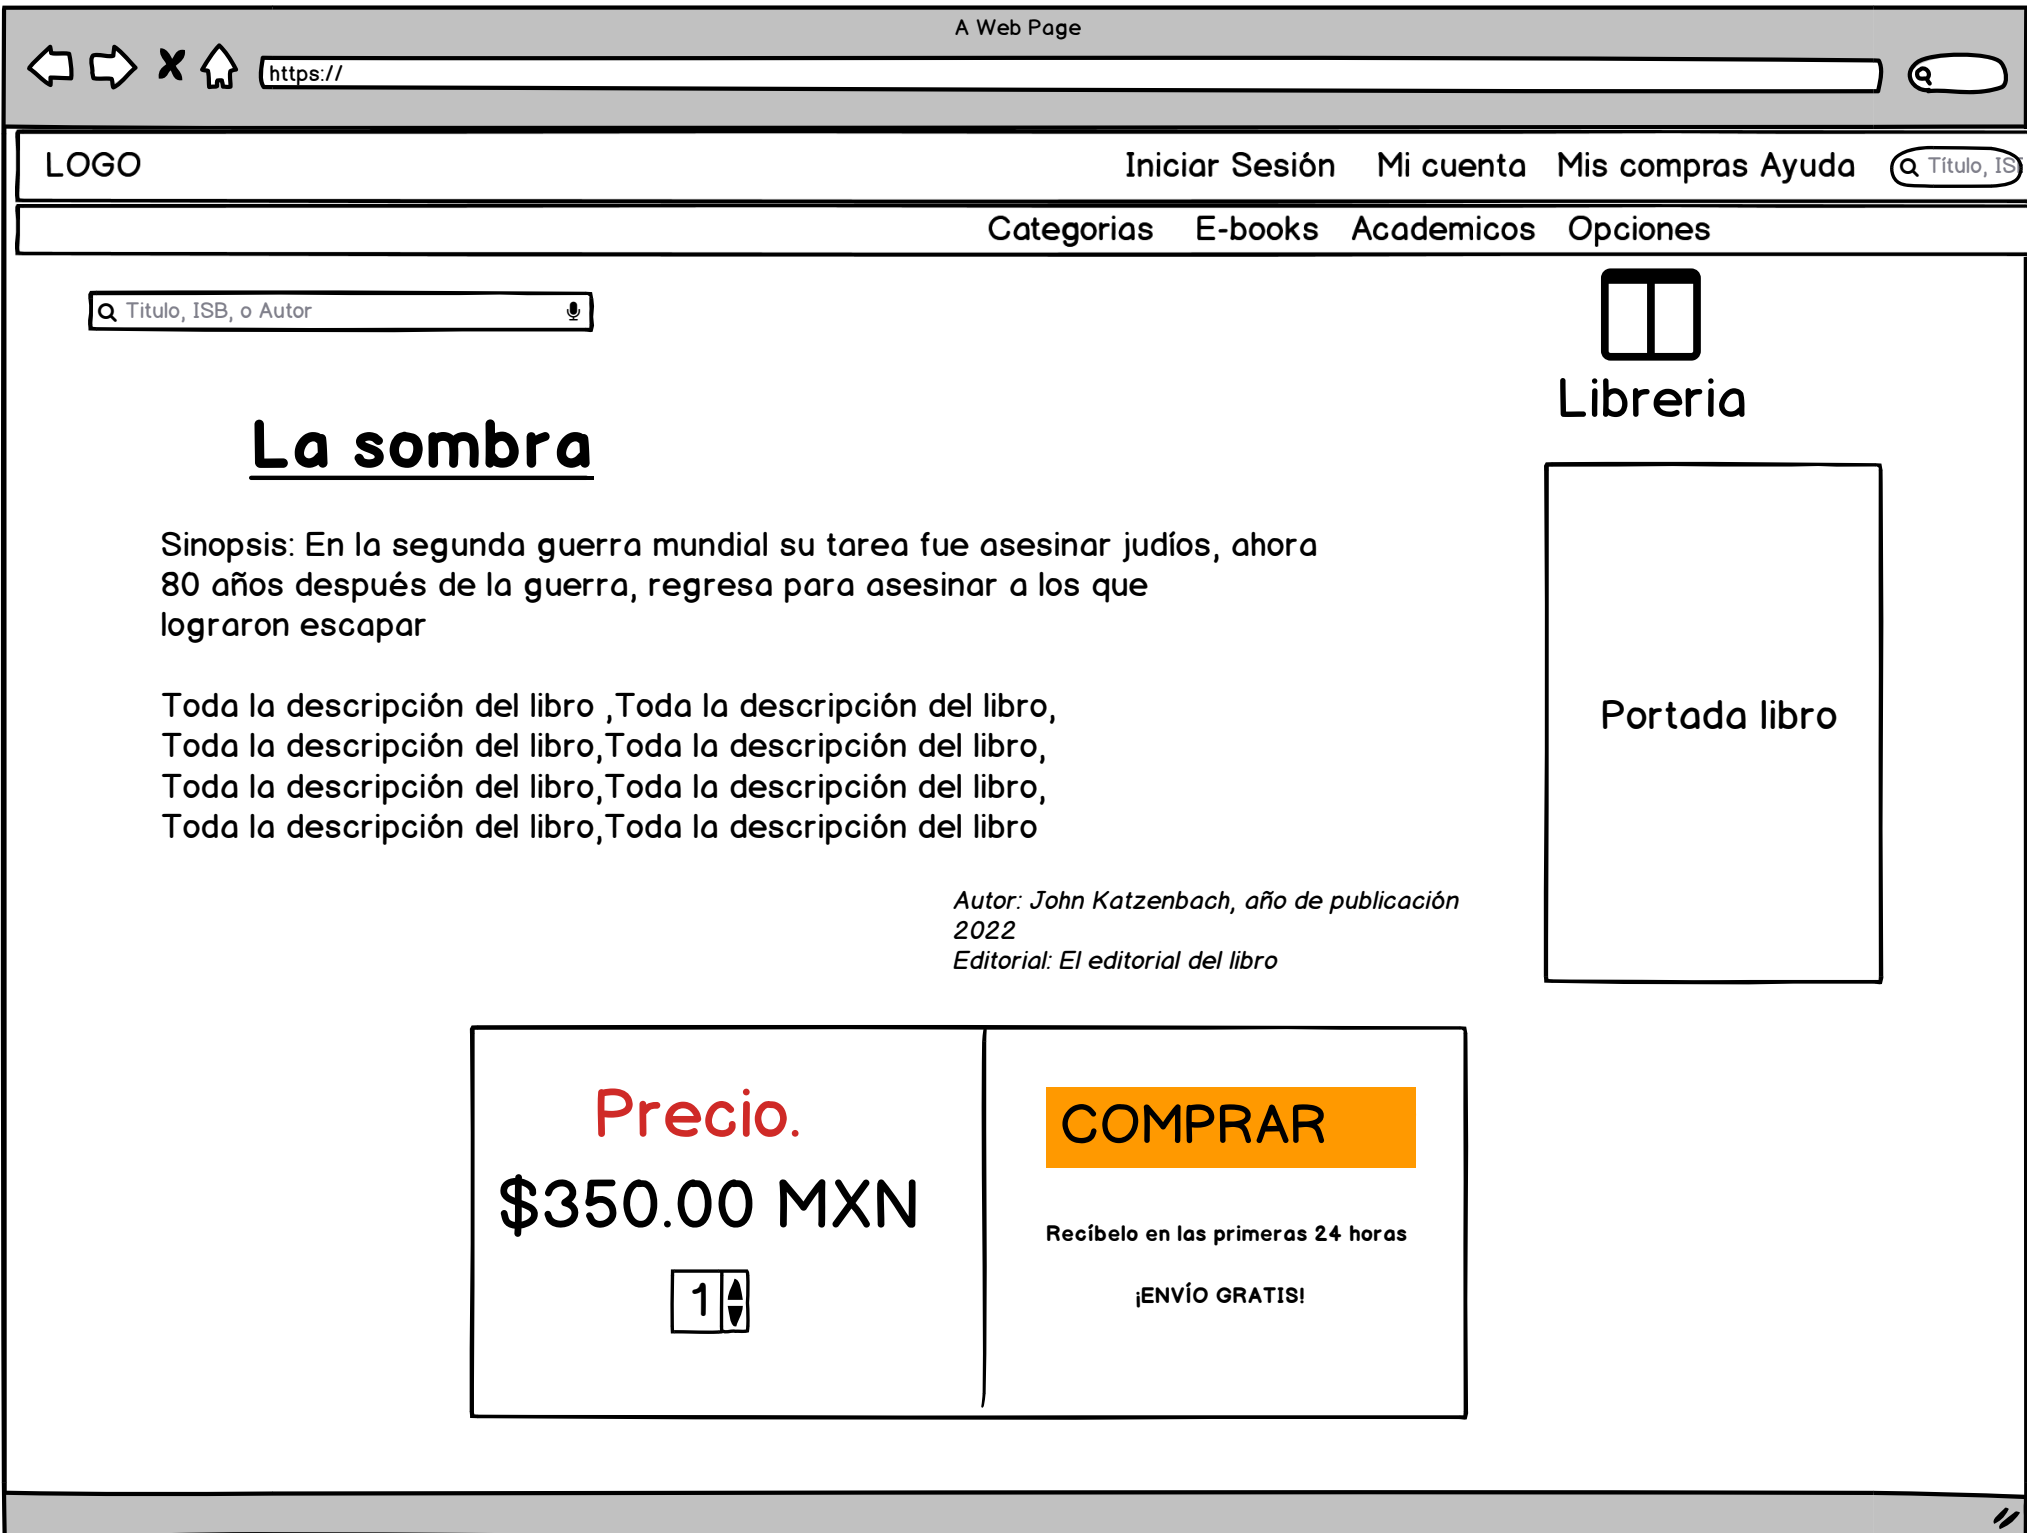 A Web Page
https://
LOGO
Iniciar Sesión Mi cuenta Mis compras Ayuda
Título, IS
Categorias E-books Academicos Opciones
Titulo, ISB, o Autor
Libreria
La sombra
Sinopsis: En la segunda guerra mundial su tarea fue asesinar judíos, ahora
80 años después de la guerra, regresa para asesinar a los que
lograron escapar
Toda la descripción del libro ,Toda la descripción del libro,
Toda la descripción del libro,Toda la descripción del libro,
Toda la descripción del libro,Toda la descripción del libro,
Toda la descripción del libro,Toda la descripción del libro
Portada libro
Autor: John Katzenbach, año de publicación
2022
Editorial: El editorial del libro
Precio.
$350.00 MXN
1
COMPRAR
Recíbelo en las primeras 24 horas
¡ENVÍO GRATIS!